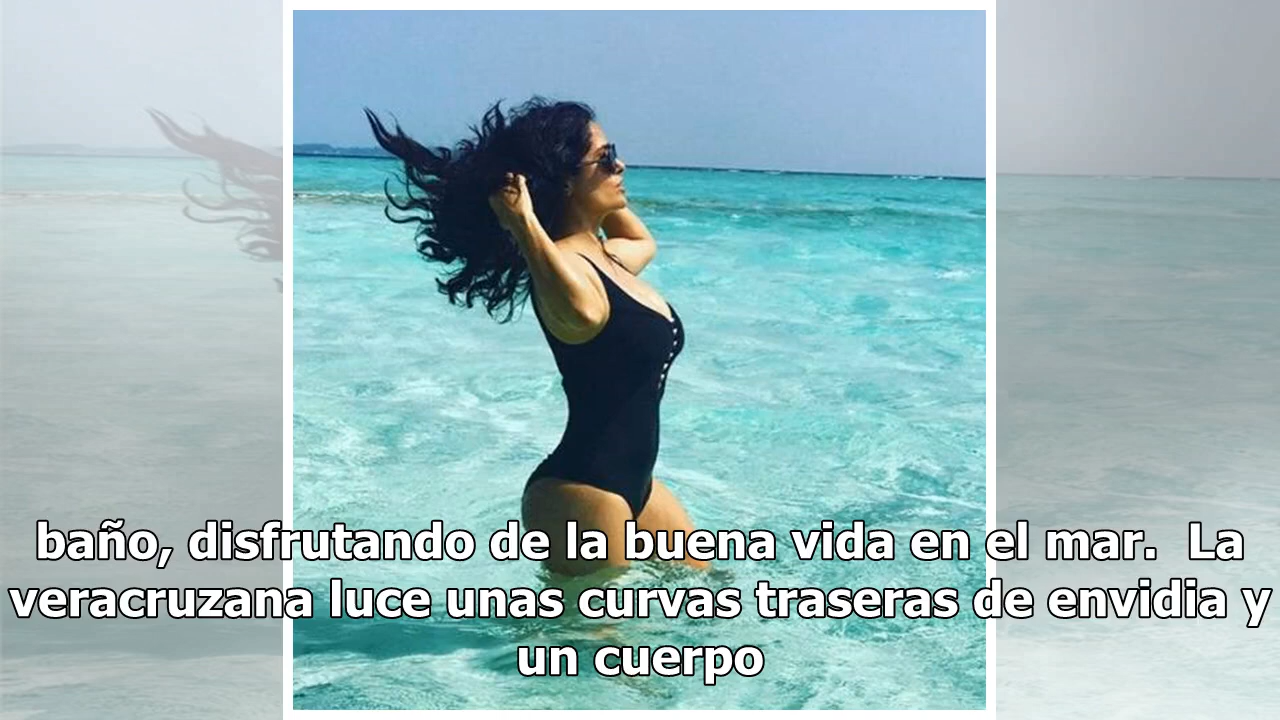 baño, disfrutando de la buena vida en el mar.  La
veracruzana luce unas curvas traseras de envidia y
un cuerpo